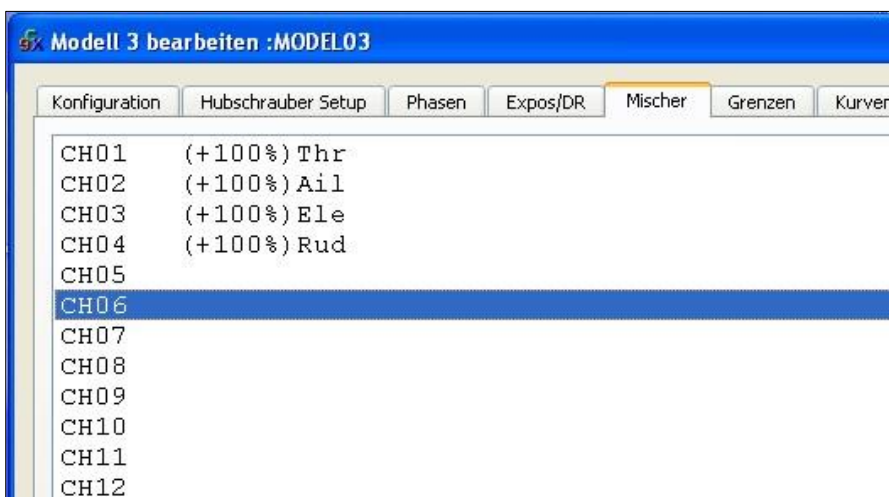 9x Modell 3 bearbeiten :MODEL03
Konfiguration Hubschrauber Setup Phasen Expos/DR Mischer Grenzen Kurven
CH01 (+100%)Thr
CH02 (+100%)Ail
CH03 (+100%)Ele
CH04 (+100%)Rud
CH05
CH06
CH07
CH08
CH09
CH10
CH11
CH12